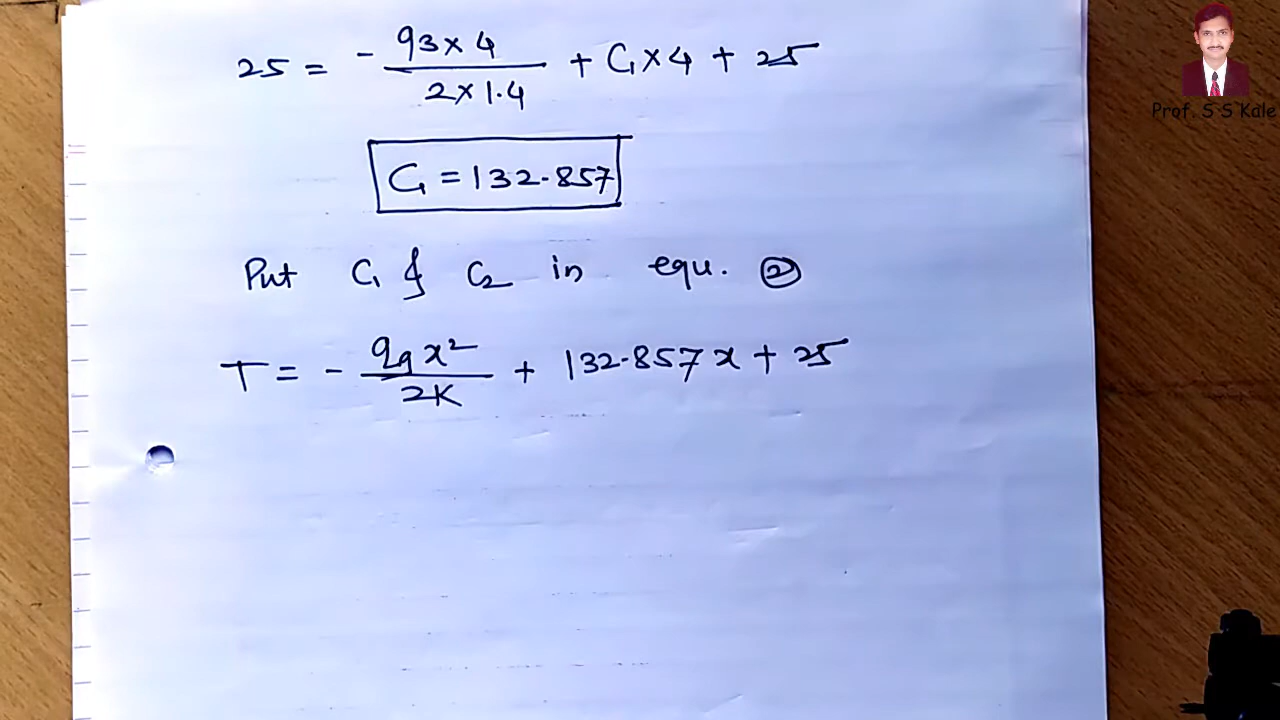 25 = - 93 × 4 / 2 × 1.4 + C₁ × 4 + 25
C₁ = 132.857
Put C₁ & C₂ in equ. ②
T = - qg x² / 2K + 132.857 x + 25
Prof. S S Kale